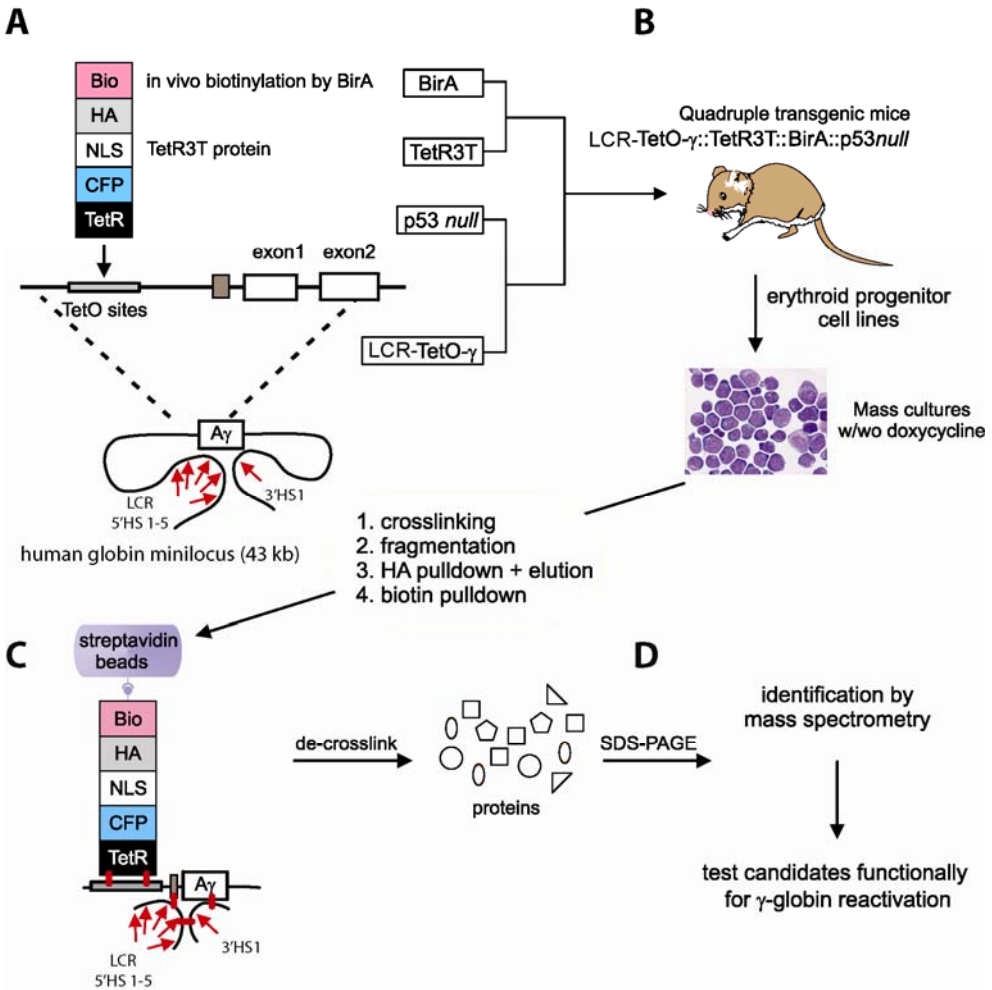 A
Bio
in vivo biotinylation by BirA
HA
NLS
TetR3T protein
CFP
TetR
exon1
exon2
TetO sites
Aγ
LCR
5'HS 1-5
3'HS1
human globin minilocus (43 kb)
BirA
TetR3T
p53 null
LCR-TetO-γ
B
Quadruple transgenic mice
LCR-TetO-γ::TetR3T::BirA::p53null
erythroid progenitor
cell lines
Mass cultures
w/wo doxycycline
1. crosslinking
2. fragmentation
3. HA pulldown + elution
4. biotin pulldown
C
streptavidin
beads
Bio
HA
NLS
CFP
TetR
Aγ
LCR
5'HS 1-5
3'HS1
de-crosslink
proteins
SDS-PAGE
D
identification by
mass spectrometry
test candidates functionally
for γ-globin reactivation